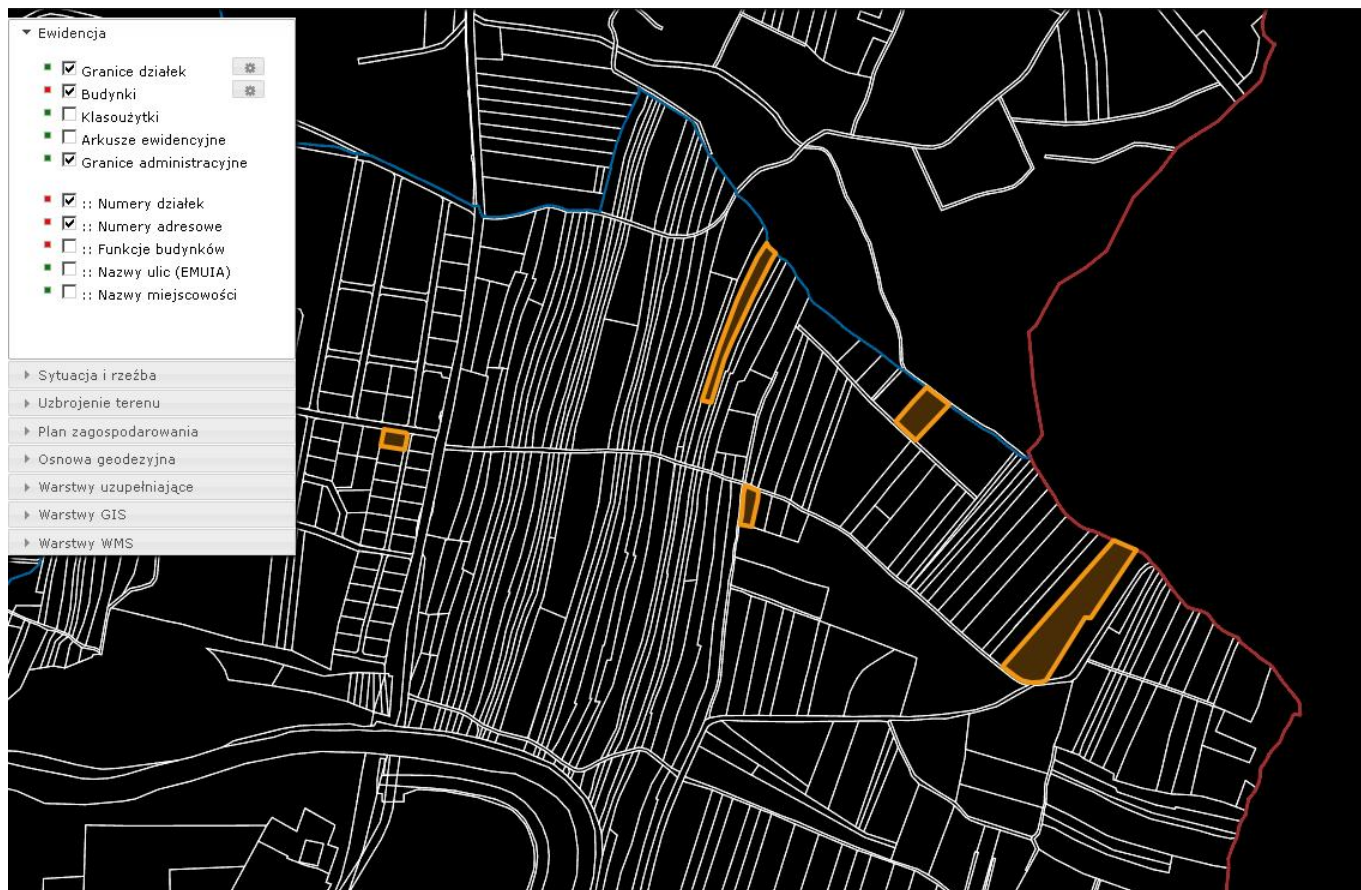 Ewidencja
Granice działek
Budynki
Klasoużytki
Arkusze ewidencyjne
Granice administracyjne
:: Numery działek
:: Numery adresowe
:: Funkcje budynków
:: Nazwy ulic (EMUIA)
:: Nazwy miejscowości
Sytuacja i rzeźba
Uzbrojenie terenu
Plan zagospodarowania
Osnowa geodezyjna
Warstwy uzupełniające
Warstwy GIS
Warstwy WMS